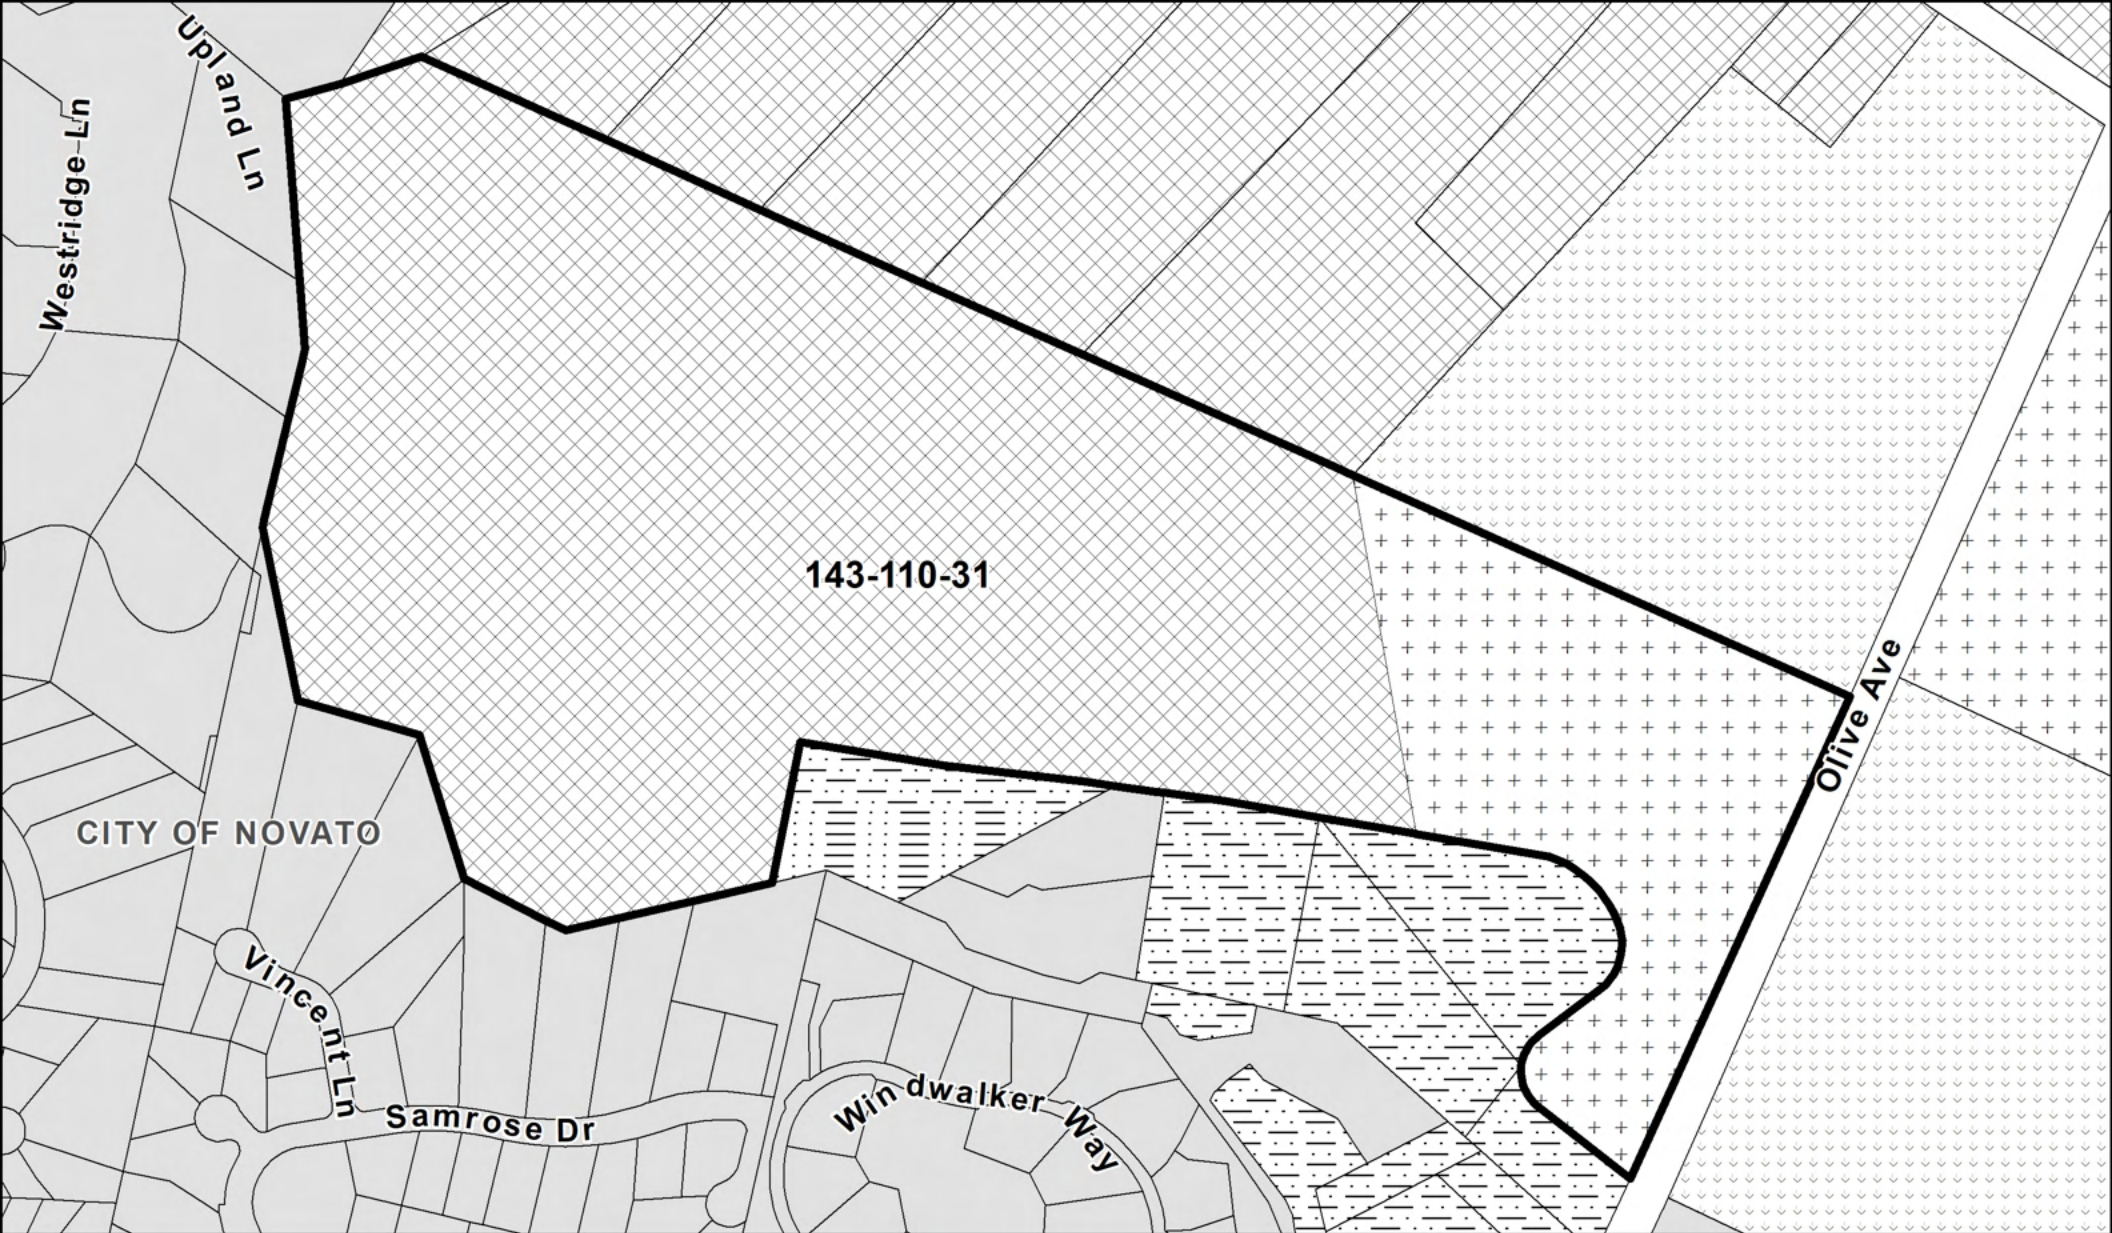 Upland Ln
Westridge Ln
143-110-31
Olive Ave
CITY OF NOVATO
Vincent Ln
Samrose Dr
Windwalker Way